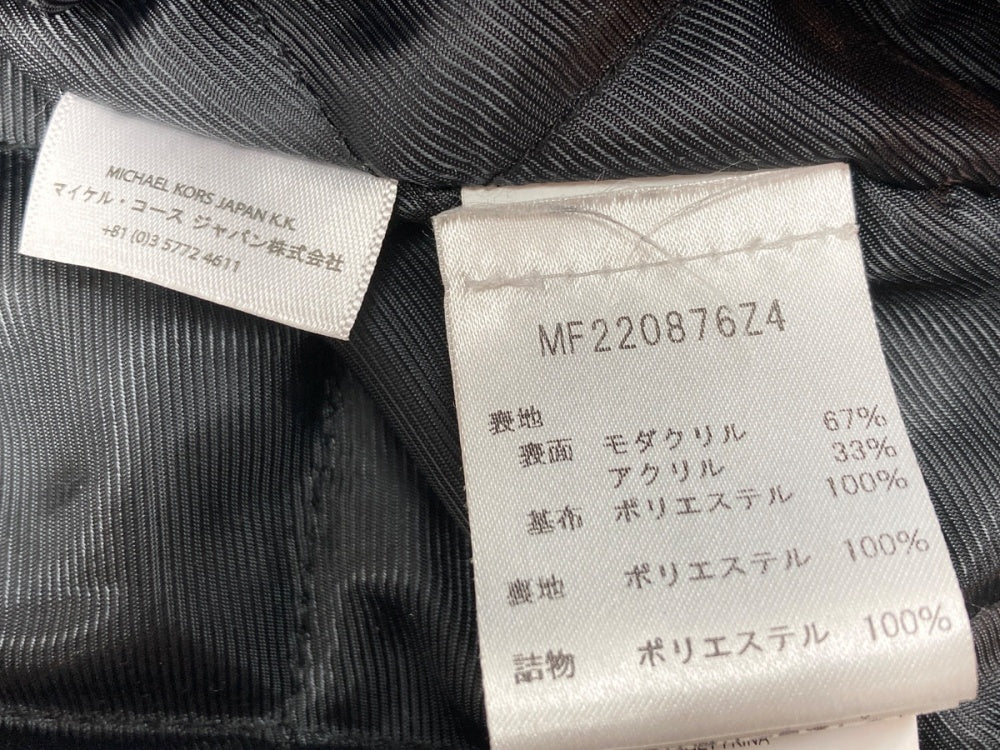 MICHAEL KORS JAPAN K.K.
マイケル・コース ジャパン株式会社
+81 (0)3 5772 4611
MF220876Z4
表地
表面 モダクリル 67%
アクリル 33%
基布 ポリエステル 100%
裏地 ポリエステル 100%
詰物 ポリエステル 100%